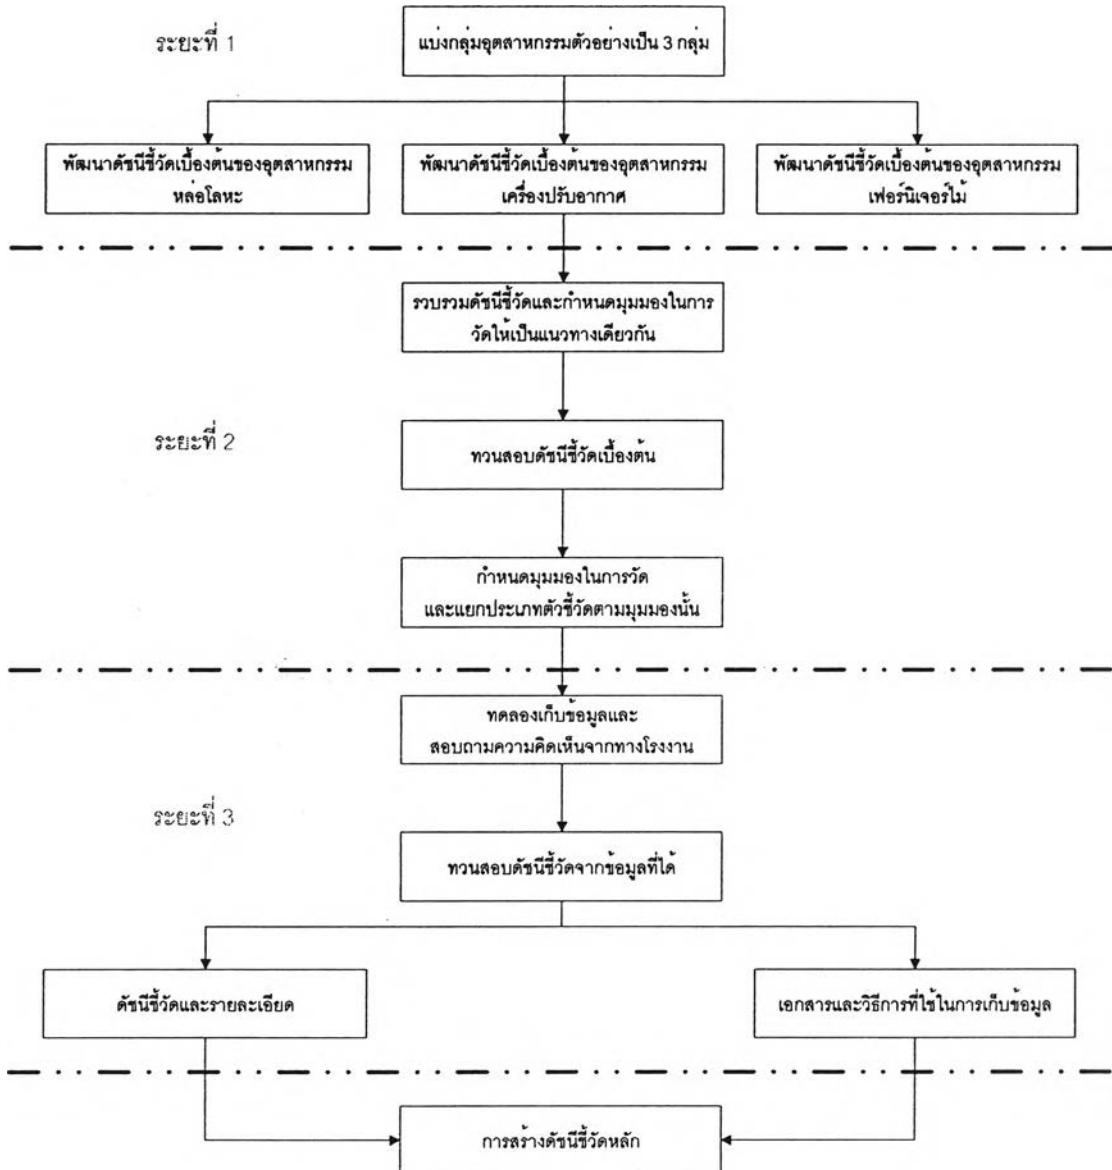 ระยะที่ 1
แบ่งกลุ่มอุตสาหกรรมตัวอย่างเป็น 3 กลุ่ม
พัฒนาดัชนีชี้วัดเบื้องต้นของอุตสาหกรรม
หล่อโลหะ
พัฒนาดัชนีชี้วัดเบื้องต้นของอุตสาหกรรม
เครื่องปรับอากาศ
พัฒนาดัชนีชี้วัดเบื้องต้นของอุตสาหกรรม
เฟอร์นิเจอร์ไม้
รวบรวมดัชนีชี้วัดและกำหนดมุมมองในการ
วัดให้เป็นแนวทางเดียวกัน
ระยะที่ 2
ทวนสอบดัชนีชี้วัดเบื้องต้น
กำหนดมุมมองในการวัด
และแยกประเภทตัวชี้วัดตามมุมมองนั้น
ทดลองเก็บข้อมูลและ
สอบถามความคิดเห็นจากทางโรงงาน
ระยะที่ 3
ทวนสอบดัชนีชี้วัดจากข้อมูลที่ได้
ดัชนีชี้วัดและรายละเอียด
เอกสารและวิธีการที่ใช้ในการเก็บข้อมูล
การสร้างดัชนีชี้วัดหลัก